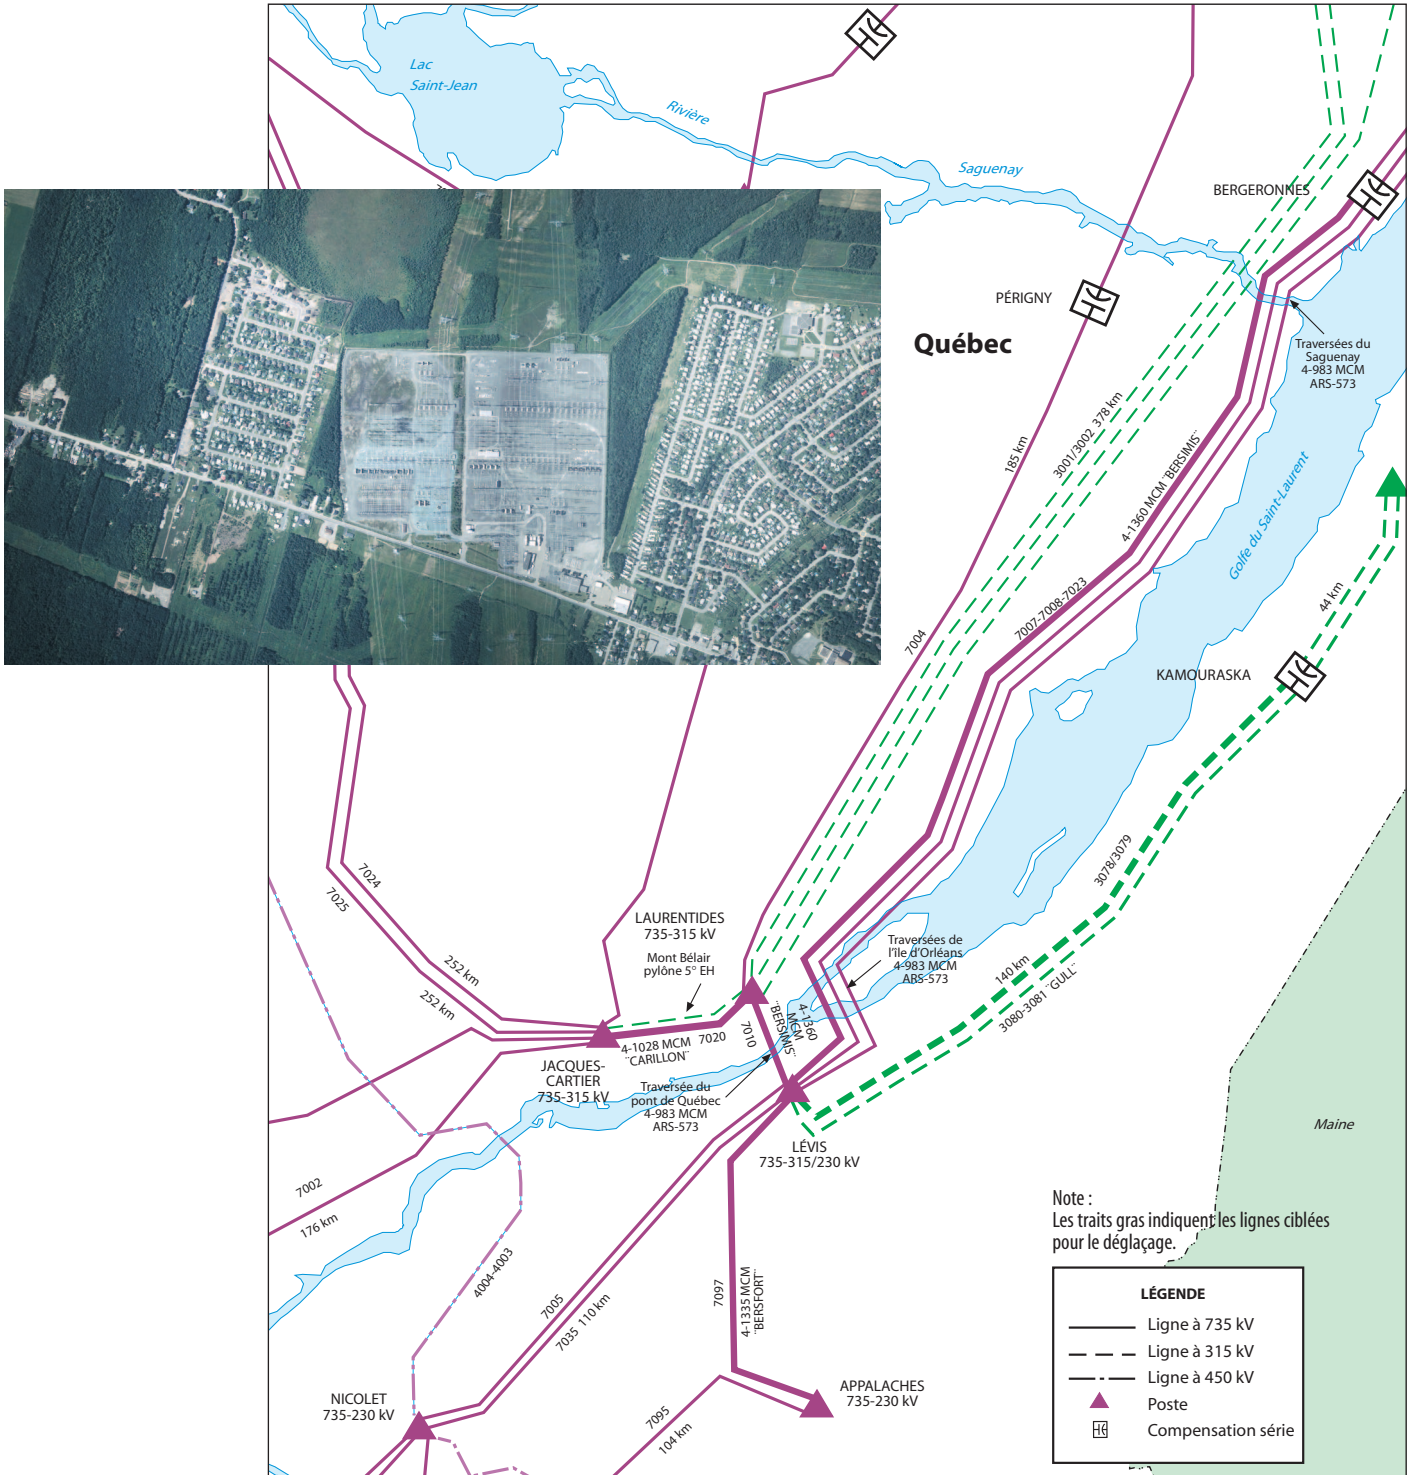 Lac
Saint-Jean
Rivière
Saguenay
BERGERONNES
PÉRIGNY
Québec
Traversées du
Saguenay
4-983 MCM
ARS-573
185 km
3001/3002 378 km
4-1360 MCM ¨BERSIMIS¨
Golfe du Saint-Laurent
7004
7007-7008-7023
44 km
KAMOURASKA
7024
7025
3078/3079
LAURENTIDES
735-315 kV
Mont Bélair
pylône 5° EH
Traversées de
l'île d'Orléans
4-983 MCM
ARS-573
252 km
252 km
140 km
3080-3081 ¨GULL¨
4-1360
MCM
¨BERSIMIS¨
7010
4-1028 MCM
¨CARILLON¨
7020
JACQUES-
CARTIER
735-315 kV
Traversée du
pont de Québec
4-983 MCM
ARS-573
LÉVIS
735-315/230 kV
Maine
7002
176 km
4004-4003
7005
7035 110 km
7097
4-1335 MCM
¨BERSFORT¨
NICOLET
735-230 kV
APPALACHES
735-230 kV
7095
104 km
Note :
Les traits gras indiquent les lignes ciblées
pour le déglaçage.
LÉGENDE
Ligne à 735 kV
Ligne à 315 kV
Ligne à 450 kV
Poste
Compensation série